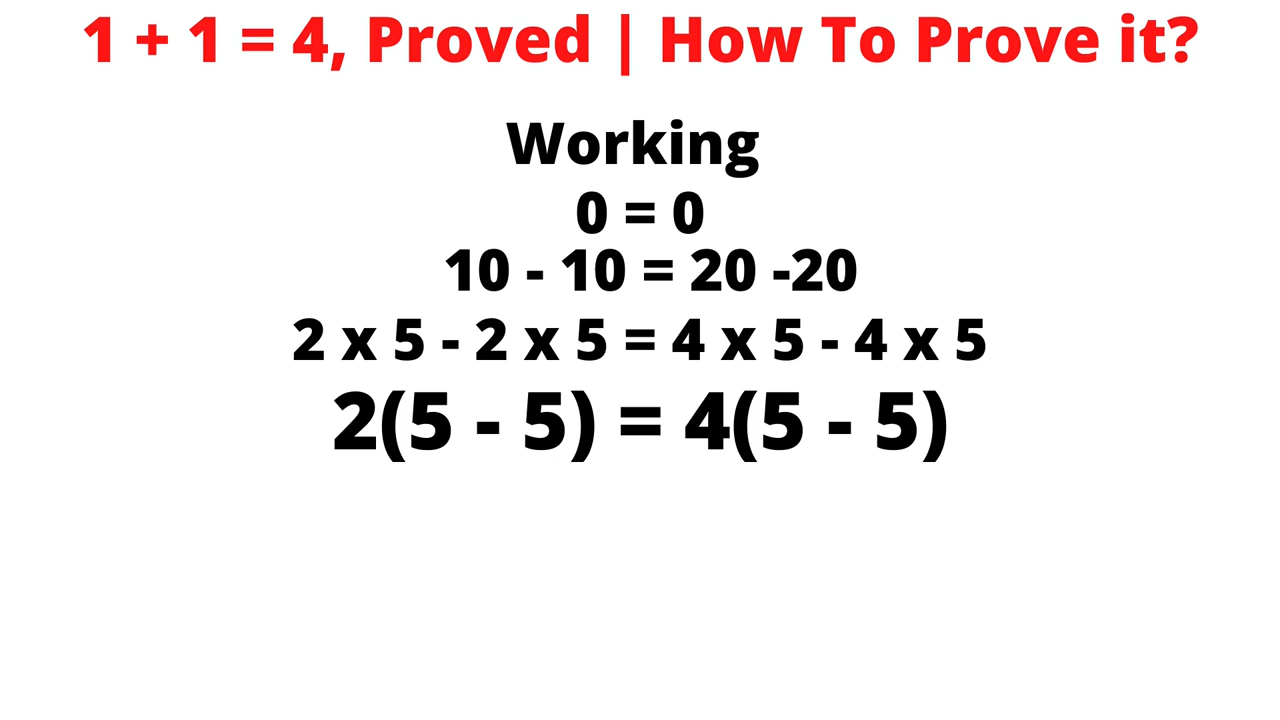 1 + 1 = 4, Proved | How To Prove it?
Working
0 = 0
10 - 10 = 20 -20
2 x 5 - 2 x 5 = 4 x 5 - 4 x 5
2(5 - 5) = 4(5 - 5)